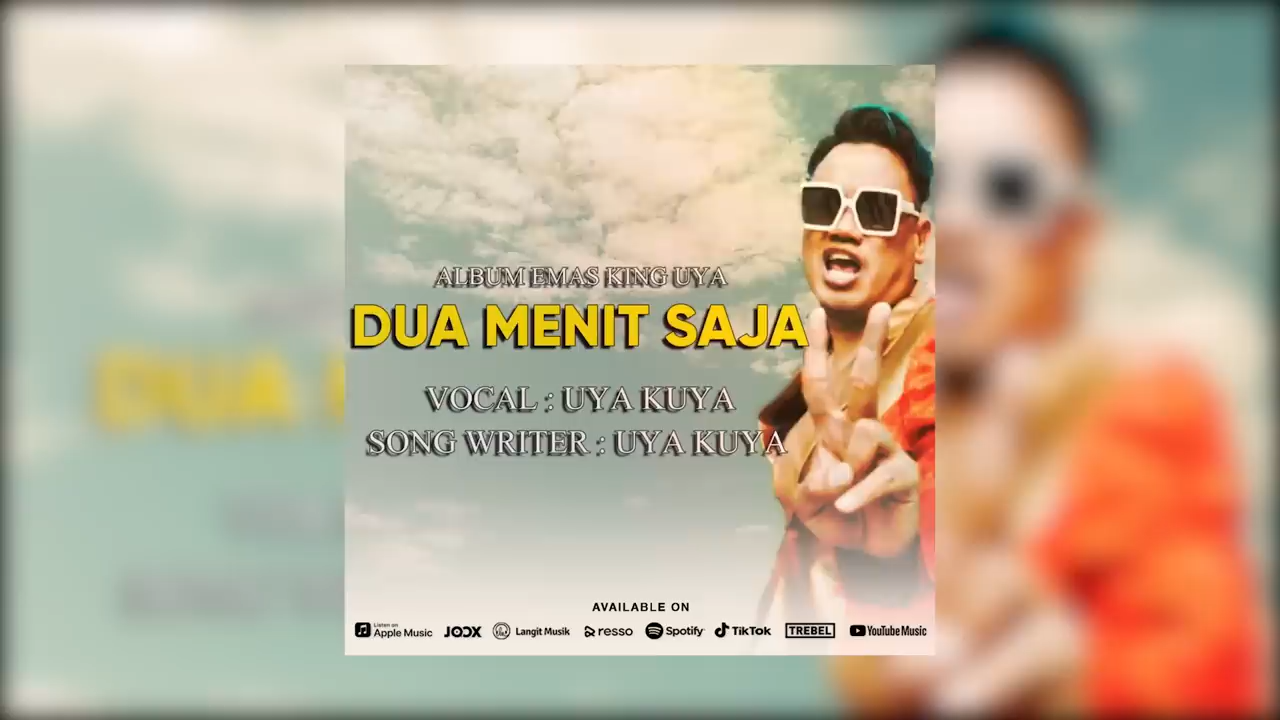 ALBUM EMAS KING UYA
DUA MENIT SAJA
VOCAL : UYA KUYA
SONG WRITER : UYA KUYA
AVAILABLE ON
Listen on
Apple Music JOOX Langit Musik resso Spotify TikTok TREBEL YouTube Music